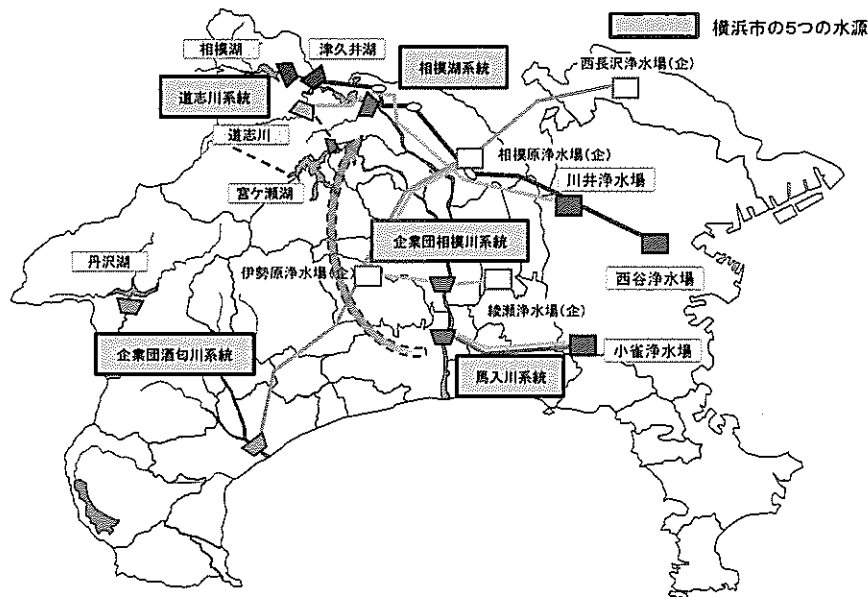 横浜市の5つの水源
相模湖
津久井湖
相模湖系統
西長沢浄水場(企)
道志川系統
道志川
相模原浄水場(企)
川井浄水場
宮ケ瀬湖
企業団相模川系統
丹沢湖
伊勢原浄水場(企)
西谷浄水場
綾瀬浄水場(企)
企業団酒匂川系統
小雀浄水場
馬入川系統